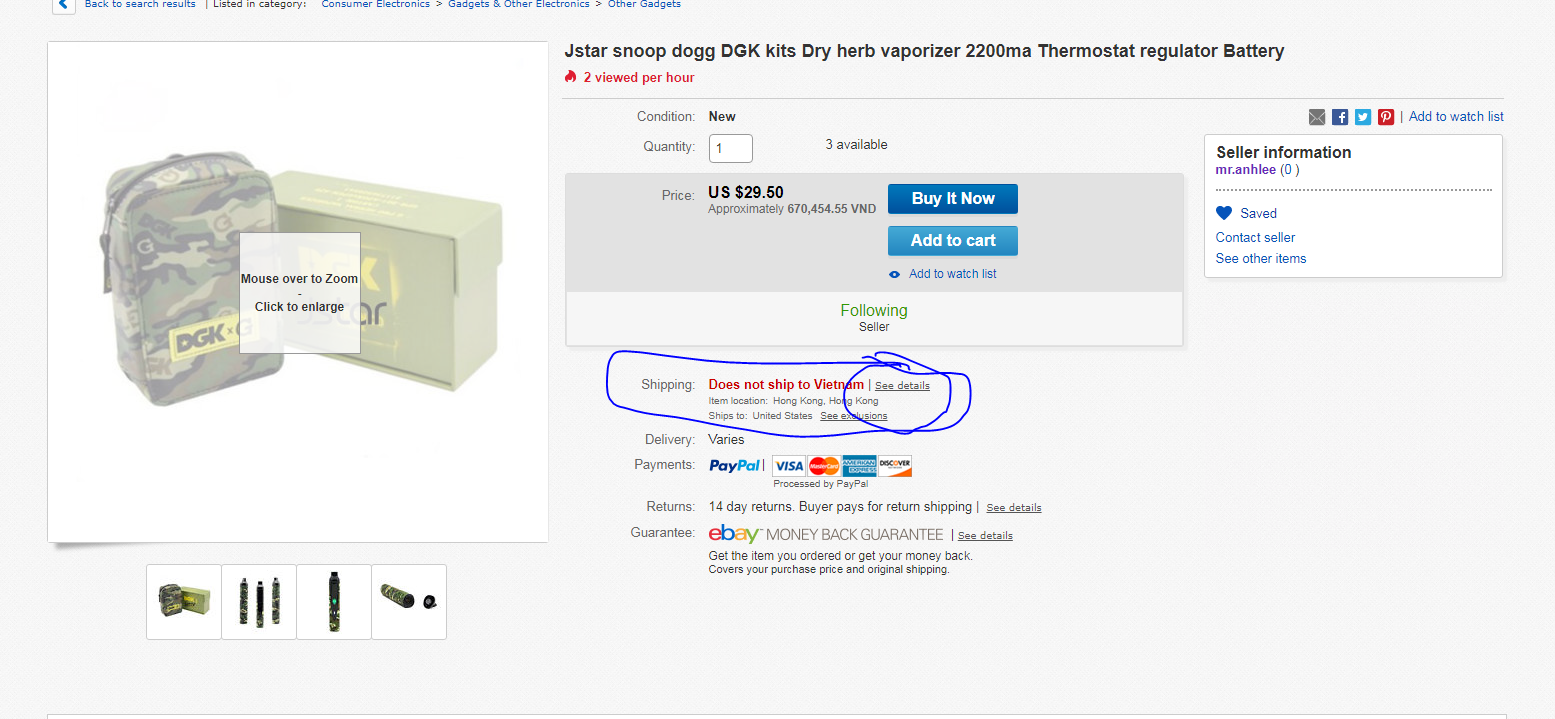 Back to search results | Listed in category: Consumer Electronics > Gadgets & Other Electronics > Other Gadgets
Jstar snoop dogg DGK kits Dry herb vaporizer 2200ma Thermostat regulator Battery
2 viewed per hour
Condition: New
| Add to watch list
Quantity: 1 3 available
Price: US $29.50
Approximately 670,454.55 VND
Buy It Now
Add to cart
Add to watch list
Following
Seller
Seller information
mr.anhlee (0 )
Saved
Contact seller
See other items
Mouse over to Zoom
-
Click to enlarge
DGK
Jstar
DGK x G
Shipping: Does not ship to Vietnam | See details
Item location: Hong Kong, Hong Kong
Ships to: United States See exclusions
Delivery: Varies
Payments: PayPal | VISA MasterCard AMERICAN EXPRESS DISCOVER
Processed by PayPal
Returns: 14 day returns. Buyer pays for return shipping | See details
Guarantee: ebay MONEY BACK GUARANTEE | See details
Get the item you ordered or get your money back.
Covers your purchase price and original shipping.